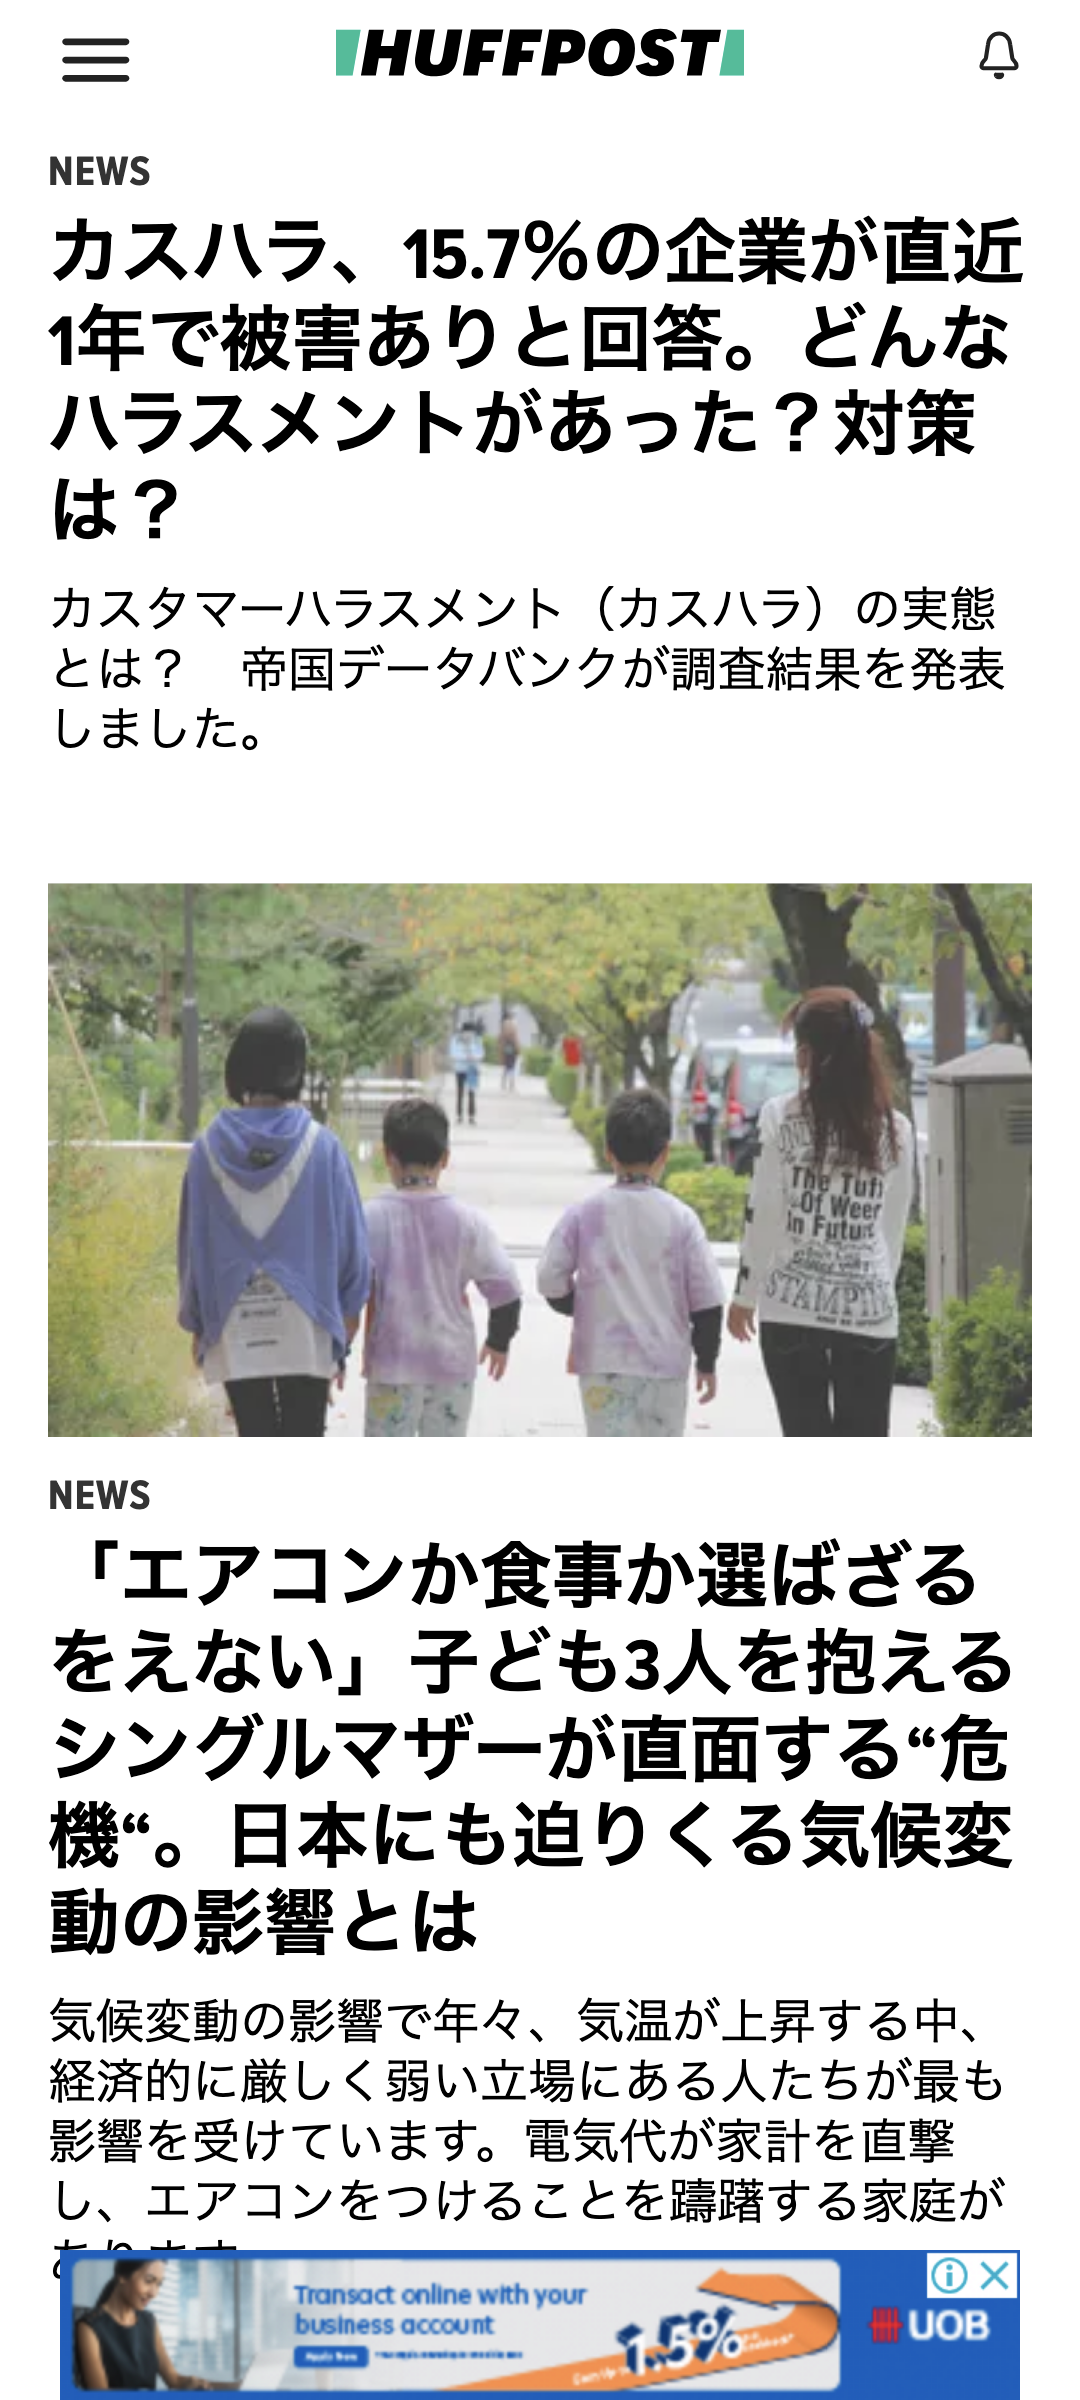 HUFFPOST
NEWS
カスハラ、15.7%の企業が直近
1年で被害ありと回答。どんな
ハラスメントがあった？対策
は？
カスタマーハラスメント（カスハラ）の実態
とは？　帝国データバンクが調査結果を発表
しました。
The Tuft
Of Weer
In Futur
STAMPIN
NEWS
「エアコンか食事か選ばざる
をえない」子ども3人を抱える
シングルマザーが直面する“危
機“。日本にも迫りくる気候変
動の影響とは
気候変動の影響で年々、気温が上昇する中、
経済的に厳しく弱い立場にある人たちが最も
影響を受けています。電気代が家計を直撃
し、エアコンをつけることを躊躇する家庭が
あります
Transact online with your
business account
Apply Now
1.5%
UOB